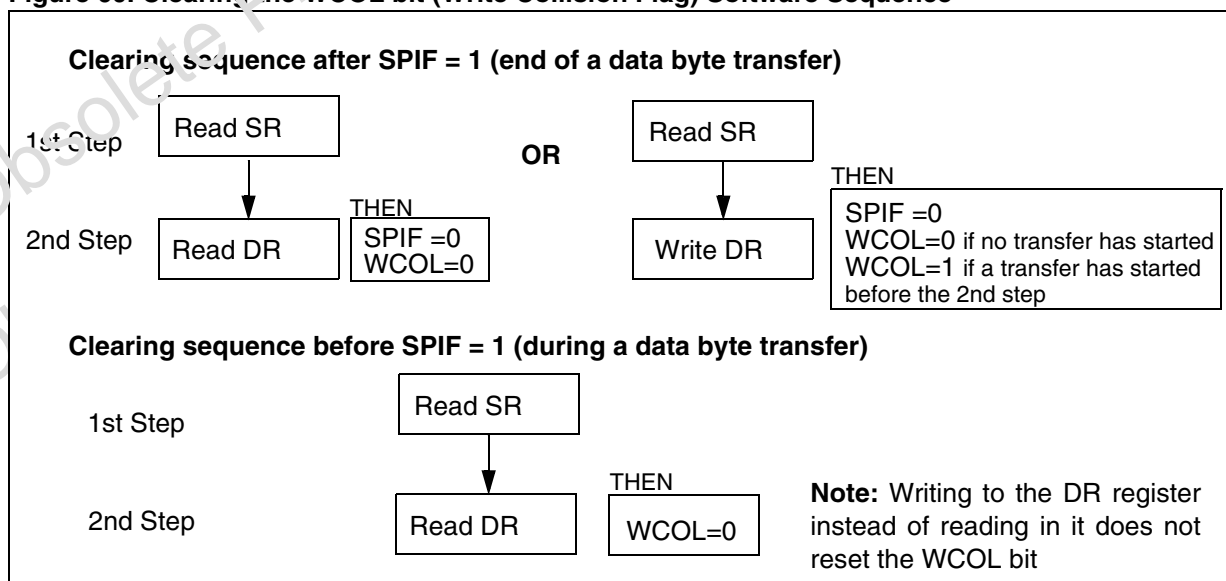 Clearing sequence after SPIF = 1 (end of a data byte transfer)
1st Step
Read SR
OR
Read SR
2nd Step
Read DR
THEN
SPIF =0
WCOL=0
Write DR
THEN
SPIF =0
WCOL=0 if no transfer has started
WCOL=1 if a transfer has started
before the 2nd step
Clearing sequence before SPIF = 1 (during a data byte transfer)
1st Step
Read SR
2nd Step
Read DR
THEN
WCOL=0
Note: Writing to the DR register
instead of reading in it does not
reset the WCOL bit
obsolete